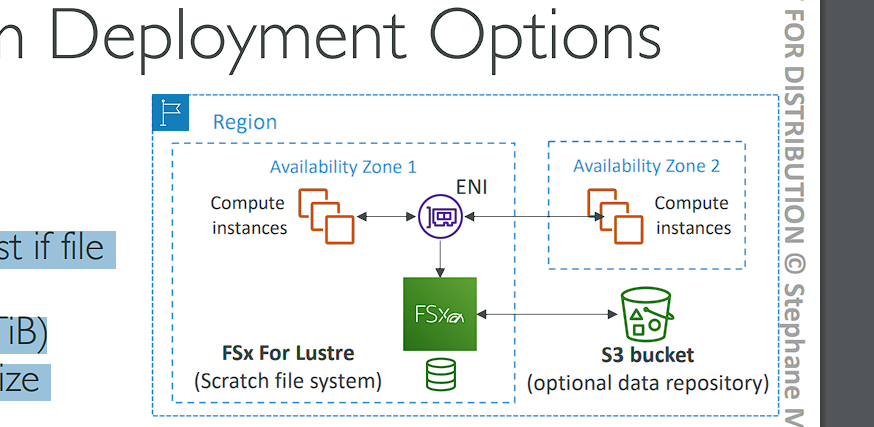 Deployment Options
Region
Availability Zone 1
Availability Zone 2
ENI
Compute
instances
Compute
instances
st if file
FSx
TiB)
FSx For Lustre
(Scratch file system)
S3 bucket
(optional data repository)
FOR DISTRIBUTION © Stephane